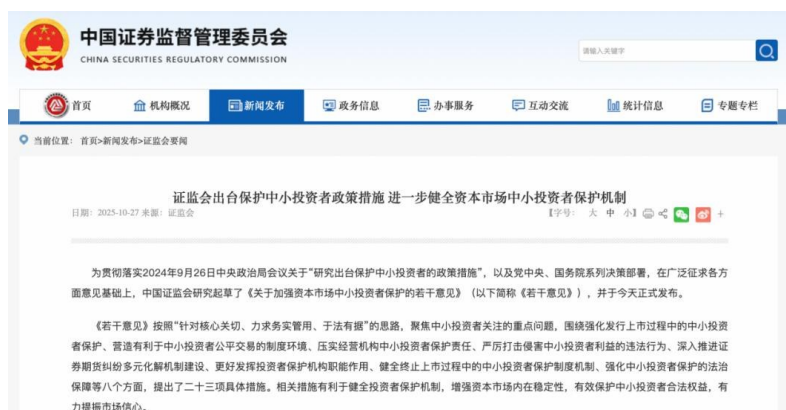 中国证券监督管理委员会
CHINA SECURITIES REGULATORY COMMISSION
请输入关键字
首页 机构概况 新闻发布 政务信息 办事服务 互动交流 统计信息 专题专栏
当前位置: 首页>新闻发布>证监会要闻
证监会出台保护中小投资者政策措施 进一步健全资本市场中小投资者保护机制
日期: 2025-10-27 来源: 证监会 【字号: 大 中 小】
为贯彻落实2024年9月26日中央政治局会议关于“研究出台保护中小投资者的政策措施”，以及党中央、国务院系列决策部署，在广泛征求各方
面意见基础上，中国证监会研究起草了《关于加强资本市场中小投资者保护的若干意见》（以下简称《若干意见》），并于今天正式发布。
《若干意见》按照“针对核心关切、力求务实管用、于法有据”的思路，聚焦中小投资者关注的重点问题，围绕强化发行上市过程中的中小投资
者保护、营造有利于中小投资者公平交易的制度环境、压实经营机构中小投资者保护责任、严厉打击侵害中小投资者利益的违法行为、深入推进证
券期货纠纷多元化解机制建设、更好发挥投资者保护机构职能作用、健全终止上市过程中的中小投资者保护制度机制、强化中小投资者保护的法治
保障等八个方面，提出了二十三项具体措施。相关措施有利于健全投资者保护机制，增强资本市场内在稳定性，有效保护中小投资者合法权益，有
力提振市场信心。